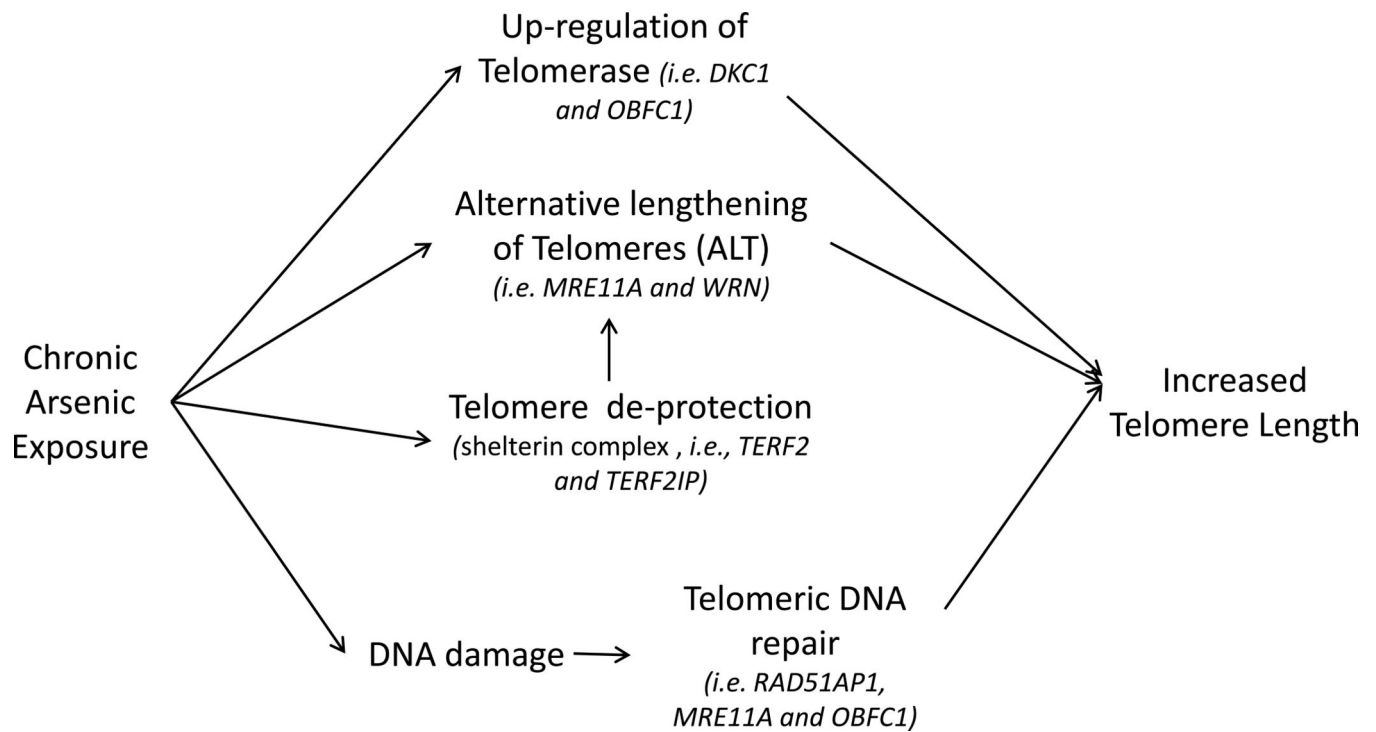 Up-regulation of
Telomerase (i.e. DKC1
and OBFC1)
Alternative lengthening
of Telomeres (ALT)
(i.e. MRE11A and WRN)
Chronic
Arsenic
Exposure
Telomere de-protection
(shelterin complex , i.e., TERF2
and TERF2IP)
Increased
Telomere Length
DNA damage
Telomeric DNA
repair
(i.e. RAD51AP1,
MRE11A and OBFC1)